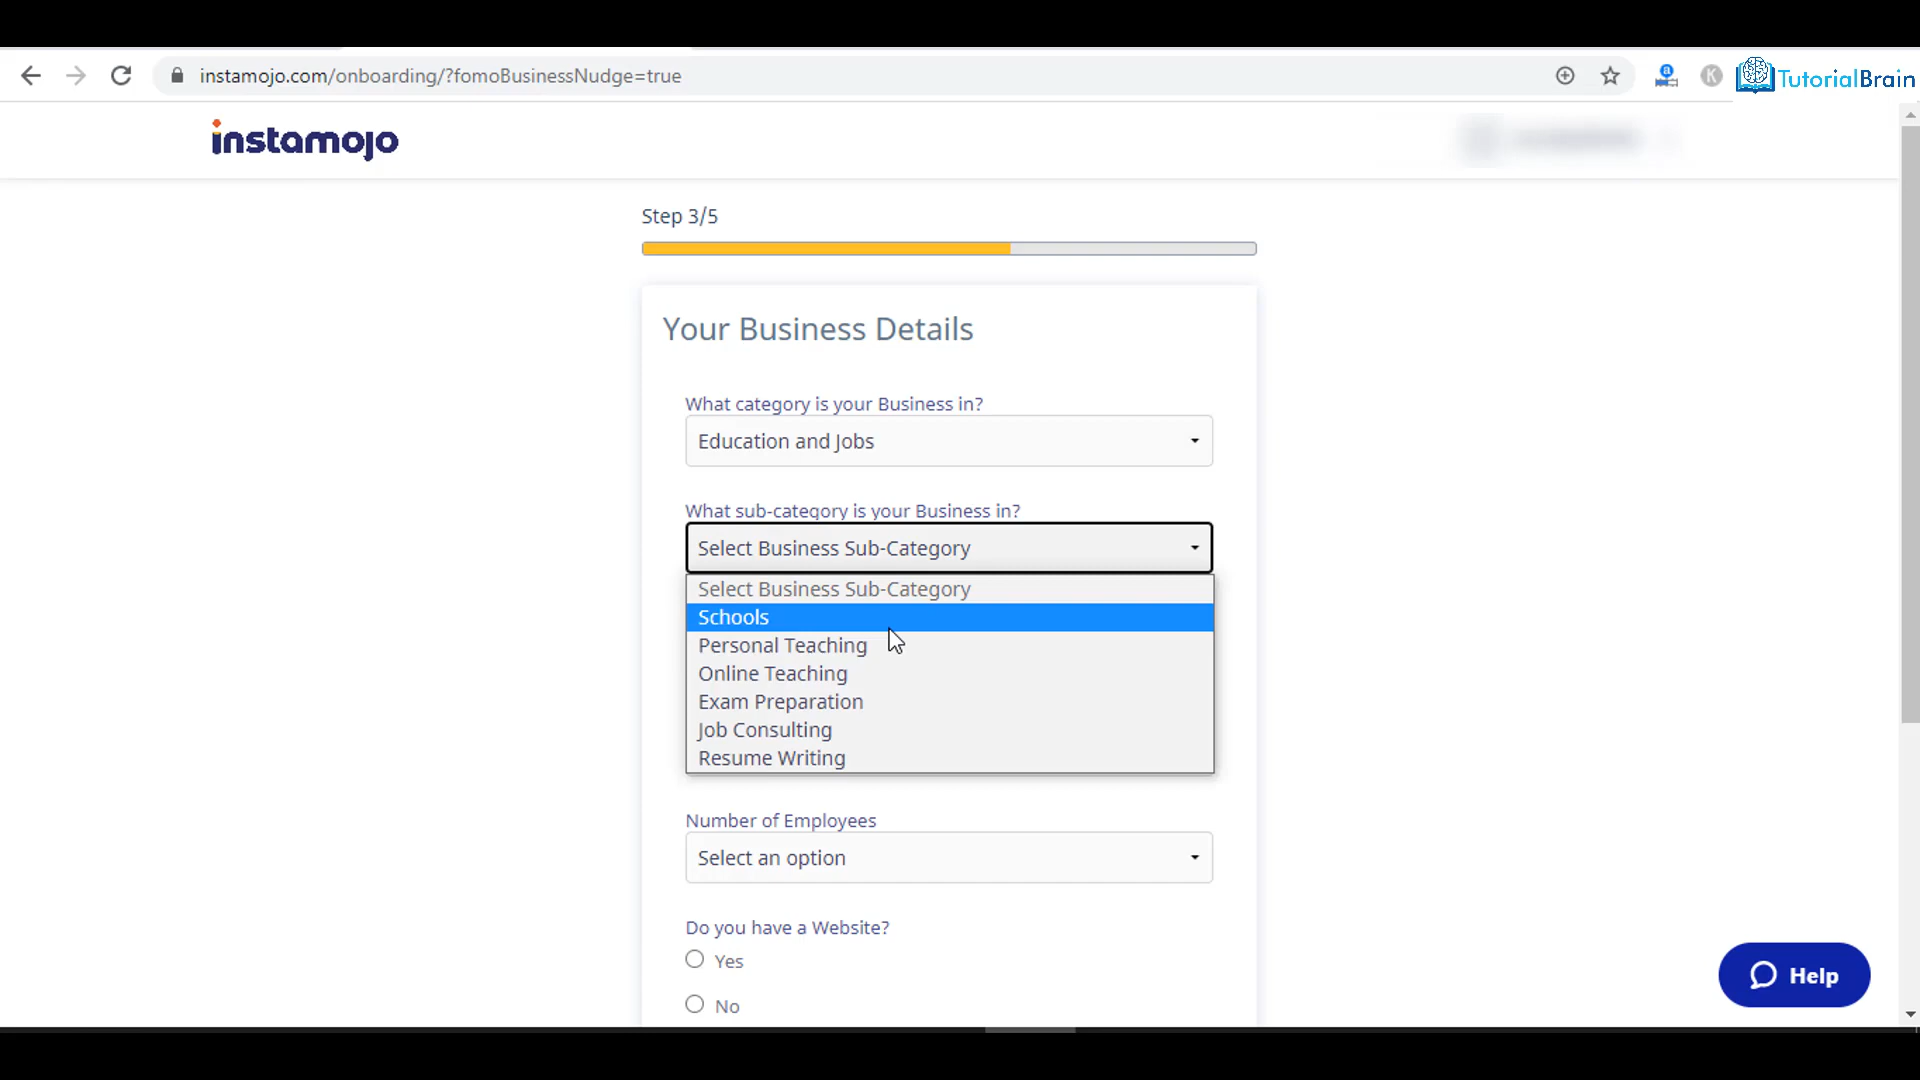 instamojo.com/onboarding/?fomoBusinessNudge=true
a
K
TutorialBrain
instamojo
Step 3/5
Your Business Details
What category is your Business in?
Education and Jobs
What sub-category is your Business in?
Select Business Sub-Category
Select Business Sub-Category
Schools
Personal Teaching
Online Teaching
Exam Preparation
Job Consulting
Resume Writing
Number of Employees
Select an option
Do you have a Website?
Yes
No
Help